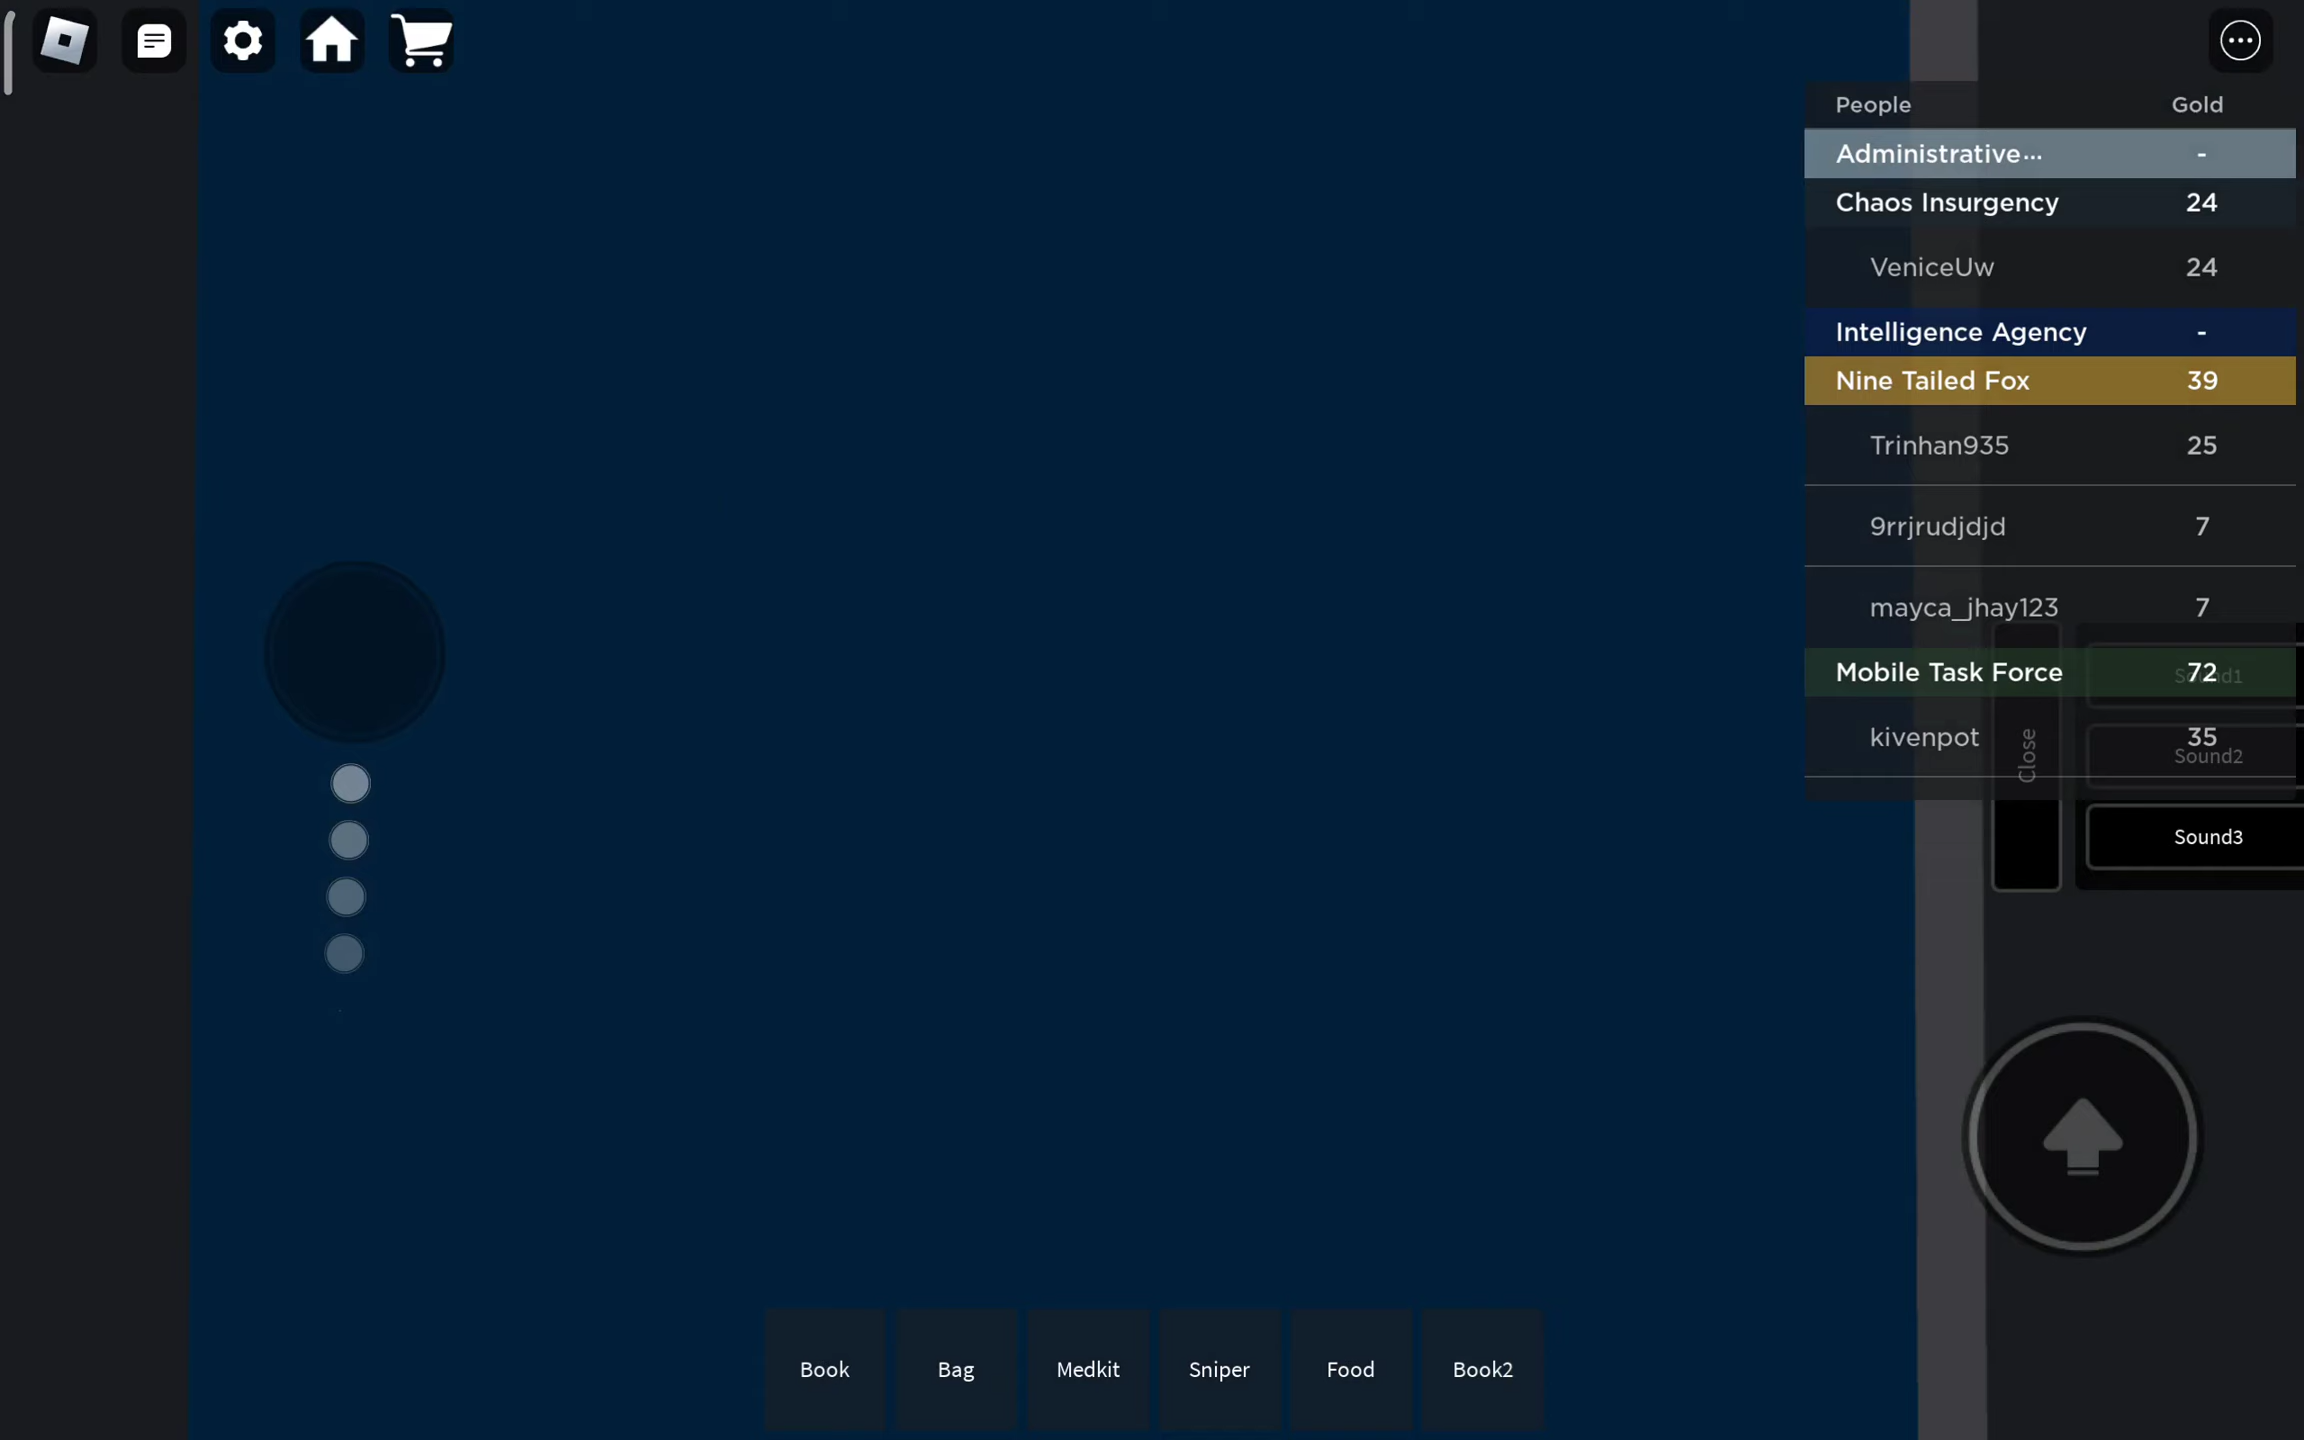 People Gold
Administrative... -
Chaos Insurgency 24
VeniceUw 24
Intelligence Agency -
Nine Tailed Fox 39
Trinhan935 25
9rrjrudjdjd 7
mayca_jhay123 7
Mobile Task Force 72
Sound1
kivenpot 35
Sound2
Close
Sound3
Book Bag Medkit Sniper Food Book2